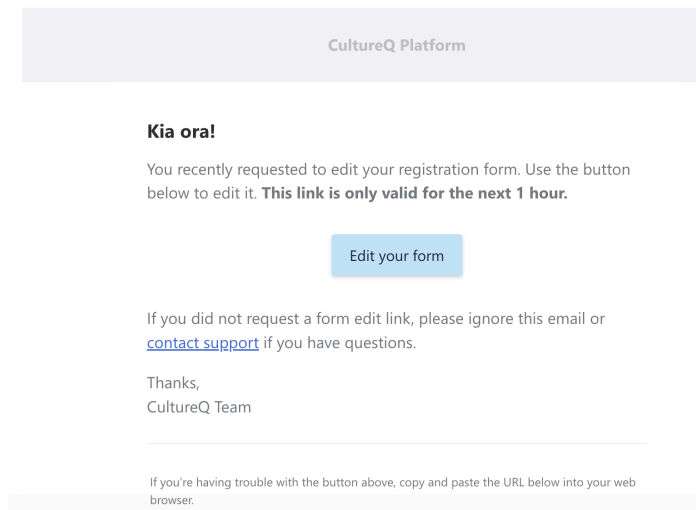 CultureQ Platform
Kia ora!
You recently requested to edit your registration form. Use the button
below to edit it. This link is only valid for the next 1 hour.
Edit your form
If you did not request a form edit link, please ignore this email or
contact support if you have questions.
Thanks,
CultureQ Team
If you're having trouble with the button above, copy and paste the URL below into your web
browser.